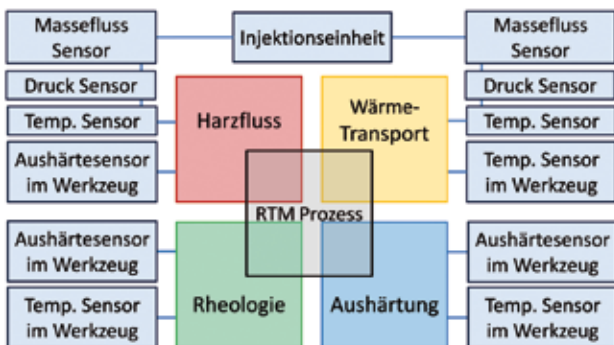 Massefluss
Sensor
Injektionseinheit
Massefluss
Sensor
Druck Sensor
Druck Sensor
Temp. Sensor
Harzfluss
Wärme-
Transport
Temp. Sensor
Aushärtesensor
im Werkzeug
Temp. Sensor
im Werkzeug
RTM Prozess
Aushärtesensor
im Werkzeug
Aushärtesensor
im Werkzeug
Rheologie
Aushärtung
Temp. Sensor
im Werkzeug
Temp. Sensor
im Werkzeug